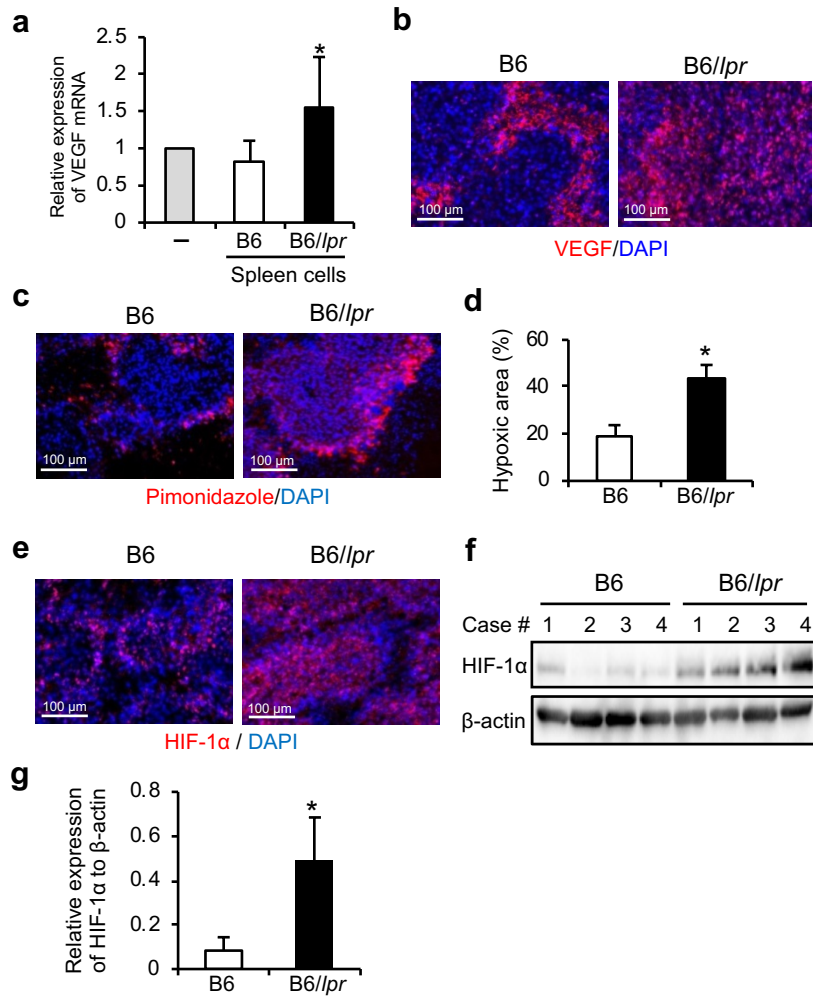 a
Relative expression
of VEGF mRNA
2.5
2
1.5
1
0.5
0
*
–
B6
B6/lpr
Spleen cells
b
B6
B6/lpr
100 µm
100 µm
VEGF/DAPI
c
B6
B6/lpr
100 µm
100 µm
Pimonidazole/DAPI
d
Hypoxic area (%)
60
40
20
0
*
B6
B6/lpr
e
B6
B6/lpr
100 µm
100 µm
HIF-1α / DAPI
f
B6
B6/lpr
Case # 1 2 3 4 1 2 3 4
HIF-1α
β-actin
g
Relative expression
of HIF-1α to β-actin
0.8
0.6
0.4
0.2
0
*
B6
B6/lpr